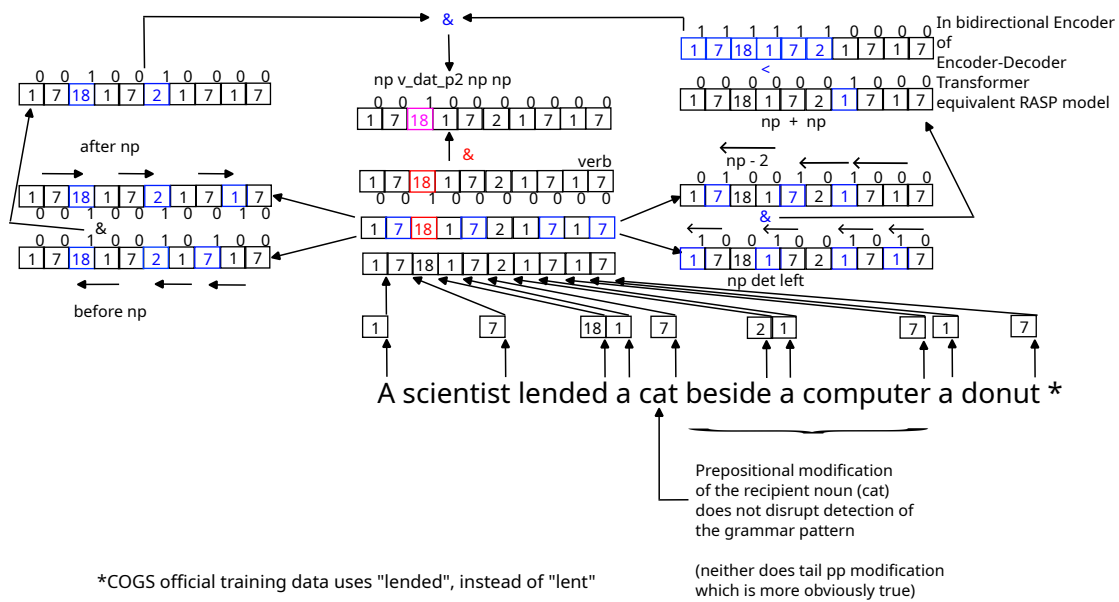 &
In bidirectional Encoder
of
Encoder-Decoder
Transformer
equivalent RASP model
1 1 1 1 1 1 0 0 0 0
1 7 18 1 7 2 1 7 1 7
<
0 0 0 0 0 0 1 0 0 0
1 7 18 1 7 2 1 7 1 7
np + np
0 0 1 0 0 1 0 0 0 0
1 7 18 1 7 2 1 7 1 7
np v_dat_p2 np np
0 0 1 0 0 0 0 0 0 0
1 7 18 1 7 2 1 7 1 7
&
verb
1 7 18 1 7 2 1 7 1 7
0 0 1 0 0 0 0 0 0 0
1 7 18 1 7 2 1 7 1 7
1 7 18 1 7 2 1 7 1 7
after np
1 7 18 1 7 2 1 7 1 7
0 0 1 0 0 1 0 0 1 0
&
0 0 1 0 0 1 0 1 0 0
1 7 18 1 7 2 1 7 1 7
before np
np - 2
0 1 0 0 1 0 1 0 0 0
1 7 18 1 7 2 1 7 1 7
&
1 0 0 1 0 0 1 0 1 0
1 7 18 1 7 2 1 7 1 7
np det left
1 7 18 1 7 2 1 7 1 7
A scientist lended a cat beside a computer a donut *
Prepositional modification
of the recipient noun (cat)
does not disrupt detection of
the grammar pattern
(neither does tail pp modification
which is more obviously true)
*COGS official training data uses "lended", instead of "lent"